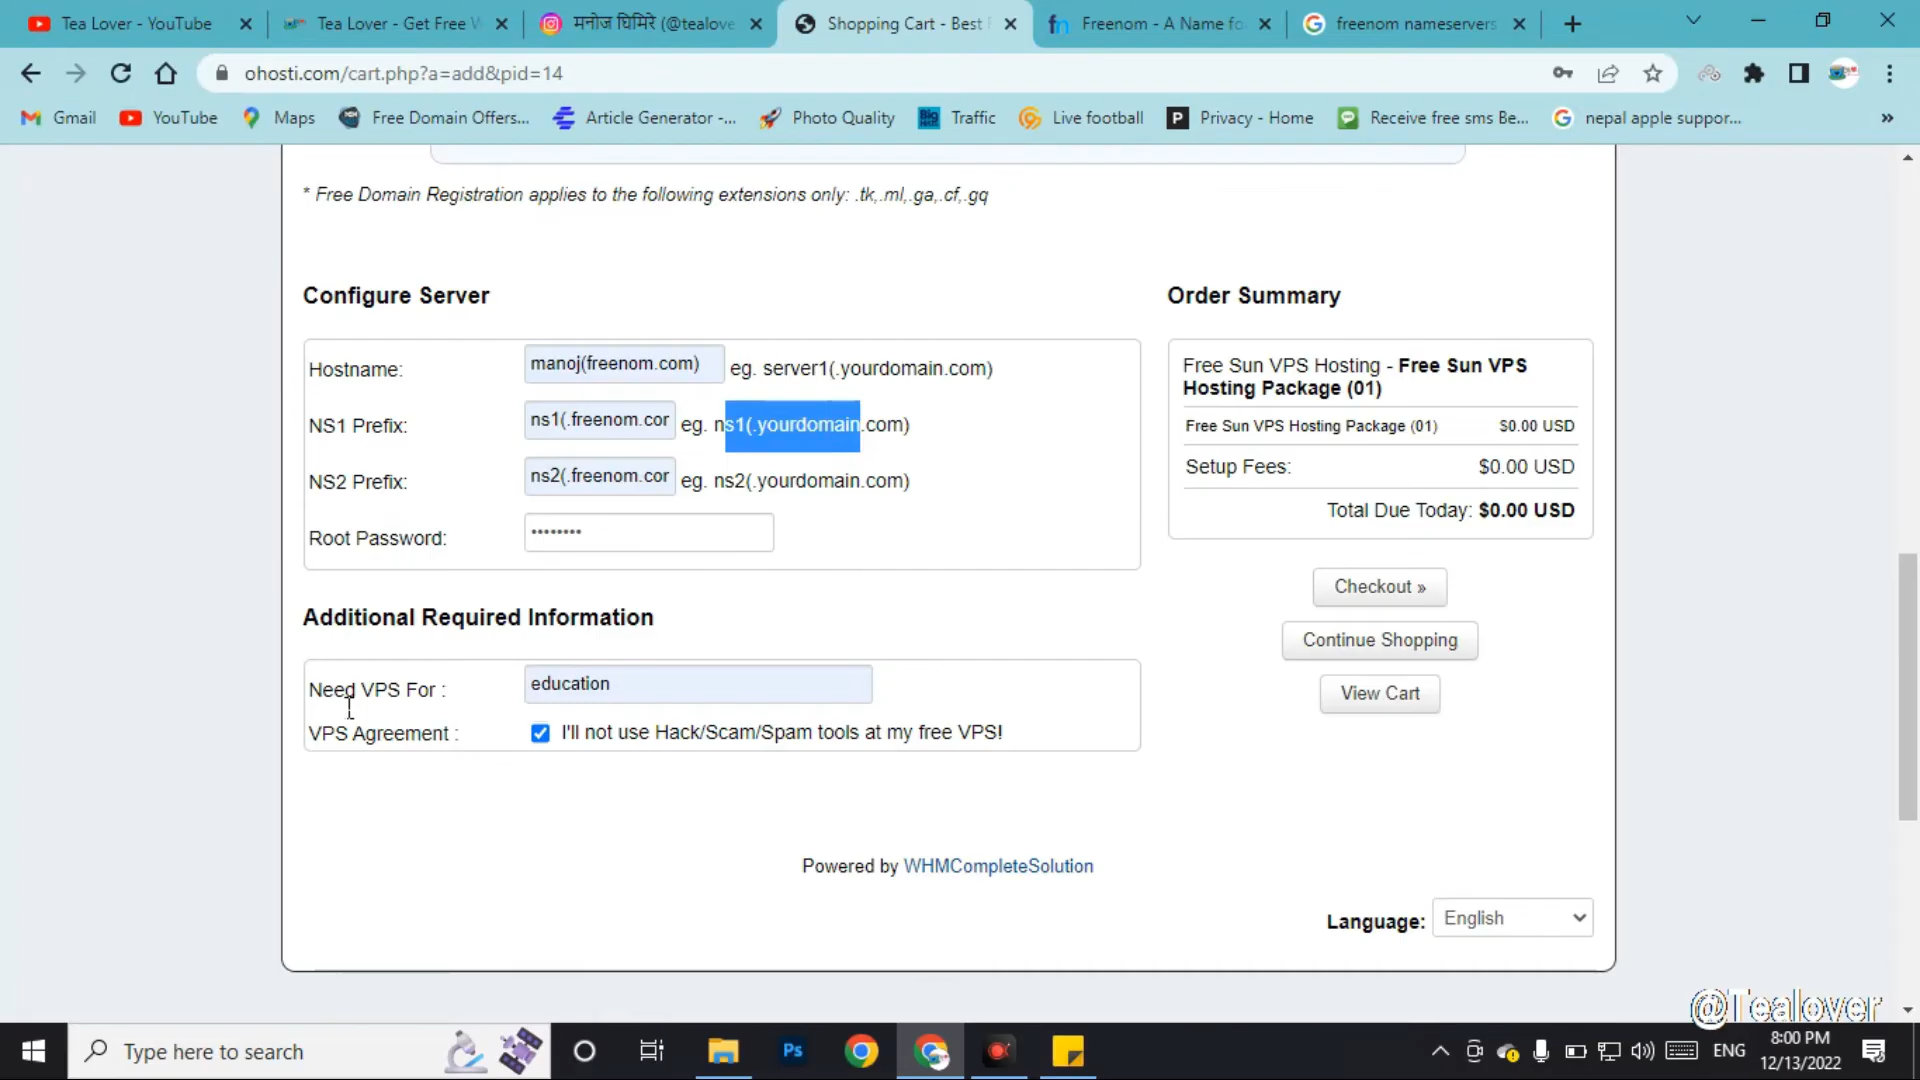 Tea Lover - YouTube
Tea Lover - Get Free W
मनोज घिमिरे (@tealove
Shopping Cart - Best
Freenom - A Name fo
freenom nameservers
ohosti.com/cart.php?a=add&pid=14
Gmail
YouTube
Maps
Free Domain Offers...
Article Generator -...
Photo Quality
Traffic
Live football
Privacy - Home
Receive free sms Be...
nepal apple suppor...
»
* Free Domain Registration applies to the following extensions only: .tk,.ml,.ga,.cf,.gq
Configure Server
Hostname:
manoj(freenom.com)
eg. server1(.yourdomain.com)
NS1 Prefix:
ns1(.freenom.cor
eg. ns1(.yourdomain.com)
NS2 Prefix:
ns2(.freenom.cor
eg. ns2(.yourdomain.com)
Root Password:
••••••••
Order Summary
Free Sun VPS Hosting - Free Sun VPS
Hosting Package (01)
Free Sun VPS Hosting Package (01) $0.00 USD
Setup Fees: $0.00 USD
Total Due Today: $0.00 USD
Checkout »
Continue Shopping
View Cart
Additional Required Information
Need VPS For :
education
VPS Agreement :
I'll not use Hack/Scam/Spam tools at my free VPS!
Powered by WHMCompleteSolution
Language: English
@Tealover
Type here to search
Ps
ENG
8:00 PM
12/13/2022